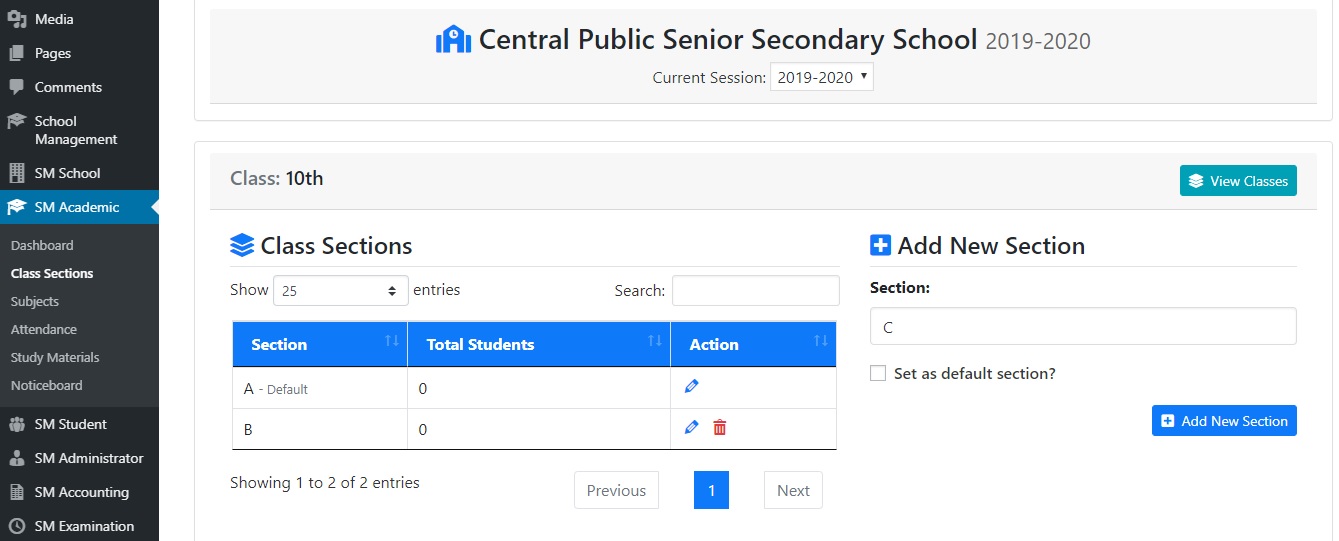 Media
Pages
Comments
School
Management
SM School
SM Academic
Dashboard
Class Sections
Subjects
Attendance
Study Materials
Noticeboard
SM Student
SM Administrator
SM Accounting
SM Examination
Central Public Senior Secondary School 2019-2020
Current Session: 2019-2020
Class: 10th
View Classes
Class Sections
Show 25 entries
Search:
Section Total Students Action
A - Default 0
B 0
Showing 1 to 2 of 2 entries
Previous 1 Next
Add New Section
Section:
C
Set as default section?
Add New Section